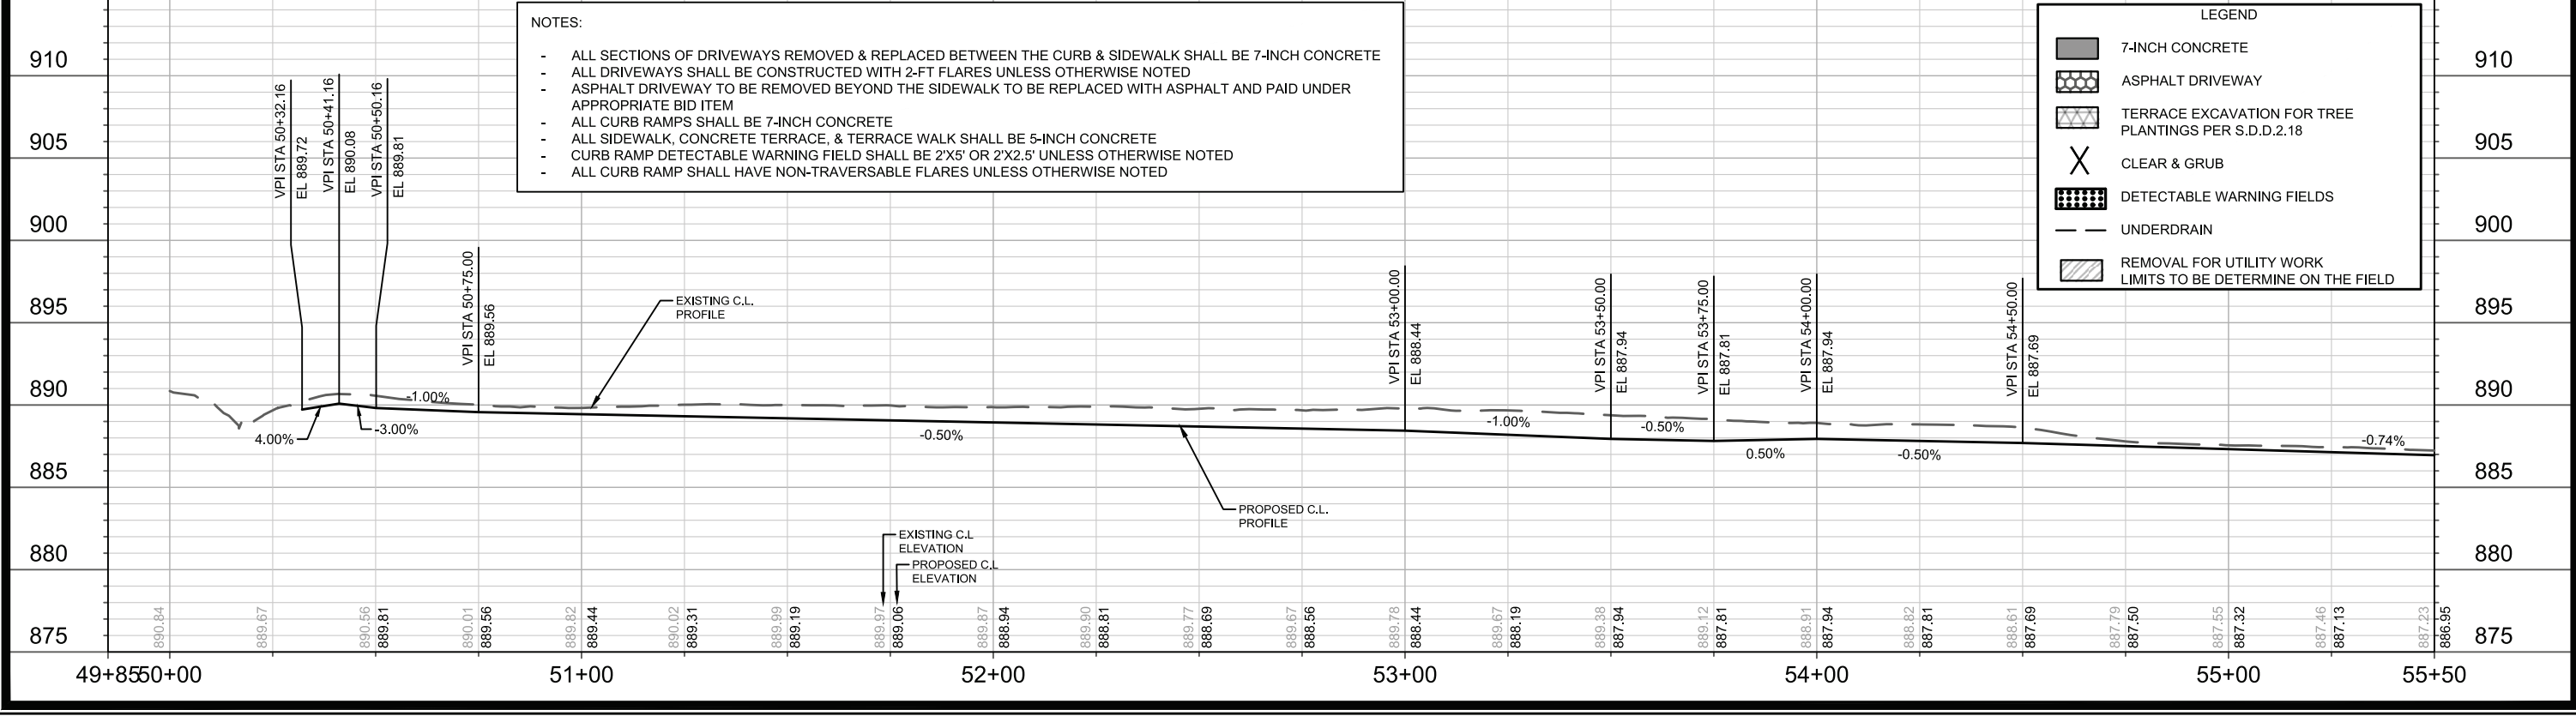 NOTES:
- ALL SECTIONS OF DRIVEWAYS REMOVED & REPLACED BETWEEN THE CURB & SIDEWALK SHALL BE 7-INCH CONCRETE
- ALL DRIVEWAYS SHALL BE CONSTRUCTED WITH 2-FT FLARES UNLESS OTHERWISE NOTED
- ASPHALT DRIVEWAY TO BE REMOVED BEYOND THE SIDEWALK TO BE REPLACED WITH ASPHALT AND PAID UNDER
APPROPRIATE BID ITEM
- ALL CURB RAMPS SHALL BE 7-INCH CONCRETE
- ALL SIDEWALK, CONCRETE TERRACE, & TERRACE WALK SHALL BE 5-INCH CONCRETE
- CURB RAMP DETECTABLE WARNING FIELD SHALL BE 2'X5' OR 2'X2.5' UNLESS OTHERWISE NOTED
- ALL CURB RAMP SHALL HAVE NON-TRAVERSABLE FLARES UNLESS OTHERWISE NOTED
LEGEND
7-INCH CONCRETE
ASPHALT DRIVEWAY
TERRACE EXCAVATION FOR TREE
PLANTINGS PER S.D.D.2.18
CLEAR & GRUB
DETECTABLE WARNING FIELDS
UNDERDRAIN
REMOVAL FOR UTILITY WORK
LIMITS TO BE DETERMINE ON THE FIELD
910
905
900
895
890
885
880
875
910
905
900
895
890
885
880
875
VPI STA 50+32.16
EL 889.72
VPI STA 50+41.16
EL 890.08
VPI STA 50+50.16
EL 889.81
VPI STA 50+75.00
EL 889.56
VPI STA 53+00.00
EL 888.44
VPI STA 53+50.00
EL 887.94
VPI STA 53+75.00
EL 887.81
VPI STA 54+00.00
EL 887.94
VPI STA 54+50.00
EL 887.69
EXISTING C.L.
PROFILE
4.00%
-3.00%
-1.00%
-0.50%
-1.00%
-0.50%
0.50%
-0.50%
-0.74%
PROPOSED C.L.
PROFILE
EXISTING C.L
ELEVATION
PROPOSED C.L
ELEVATION
890.84
889.67
890.56
889.81
890.01
889.56
889.82
889.44
890.02
889.31
889.99
889.19
889.97
889.06
889.87
888.94
889.90
888.81
889.77
888.69
889.67
888.56
889.78
888.44
889.67
888.19
889.38
887.94
889.12
887.81
888.91
887.94
888.82
887.81
888.61
887.69
887.79
887.50
887.55
887.32
887.46
887.13
887.23
886.95
49+85
50+00
51+00
52+00
53+00
54+00
55+00
55+50